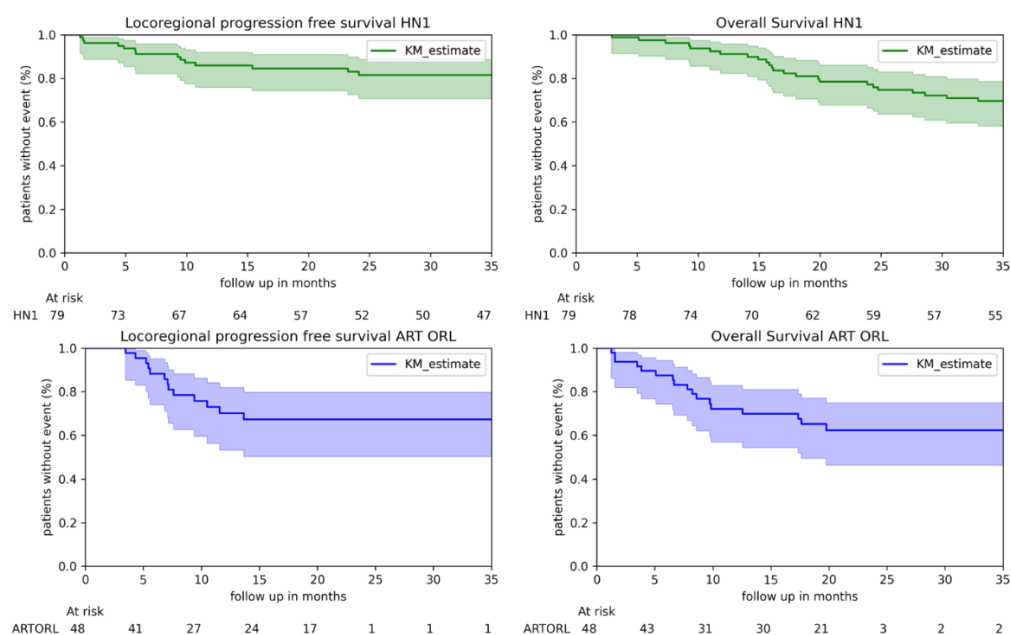 Locoregional progression free survival HN1
patients without event (%)
1.0
0.8
0.6
0.4
0.2
0.0
KM_estimate
0 5 10 15 20 25 30 35
follow up in months
At risk
HN1 79 73 67 64 57 52 50 47
Overall Survival HN1
patients without event (%)
1.0
0.8
0.6
0.4
0.2
0.0
KM_estimate
0 5 10 15 20 25 30 35
follow up in months
At risk
HN1 79 78 74 70 62 59 57 55
Locoregional progression free survival ART ORL
patients without event (%)
1.0
0.8
0.6
0.4
0.2
0.0
KM_estimate
0 5 10 15 20 25 30 35
follow up in months
At risk
ARTORL 48 41 27 24 17 1 1 1
Overall Survival ART ORL
patients without event (%)
1.0
0.8
0.6
0.4
0.2
0.0
KM_estimate
0 5 10 15 20 25 30 35
follow up in months
At risk
ARTORL 48 43 31 30 21 3 2 2